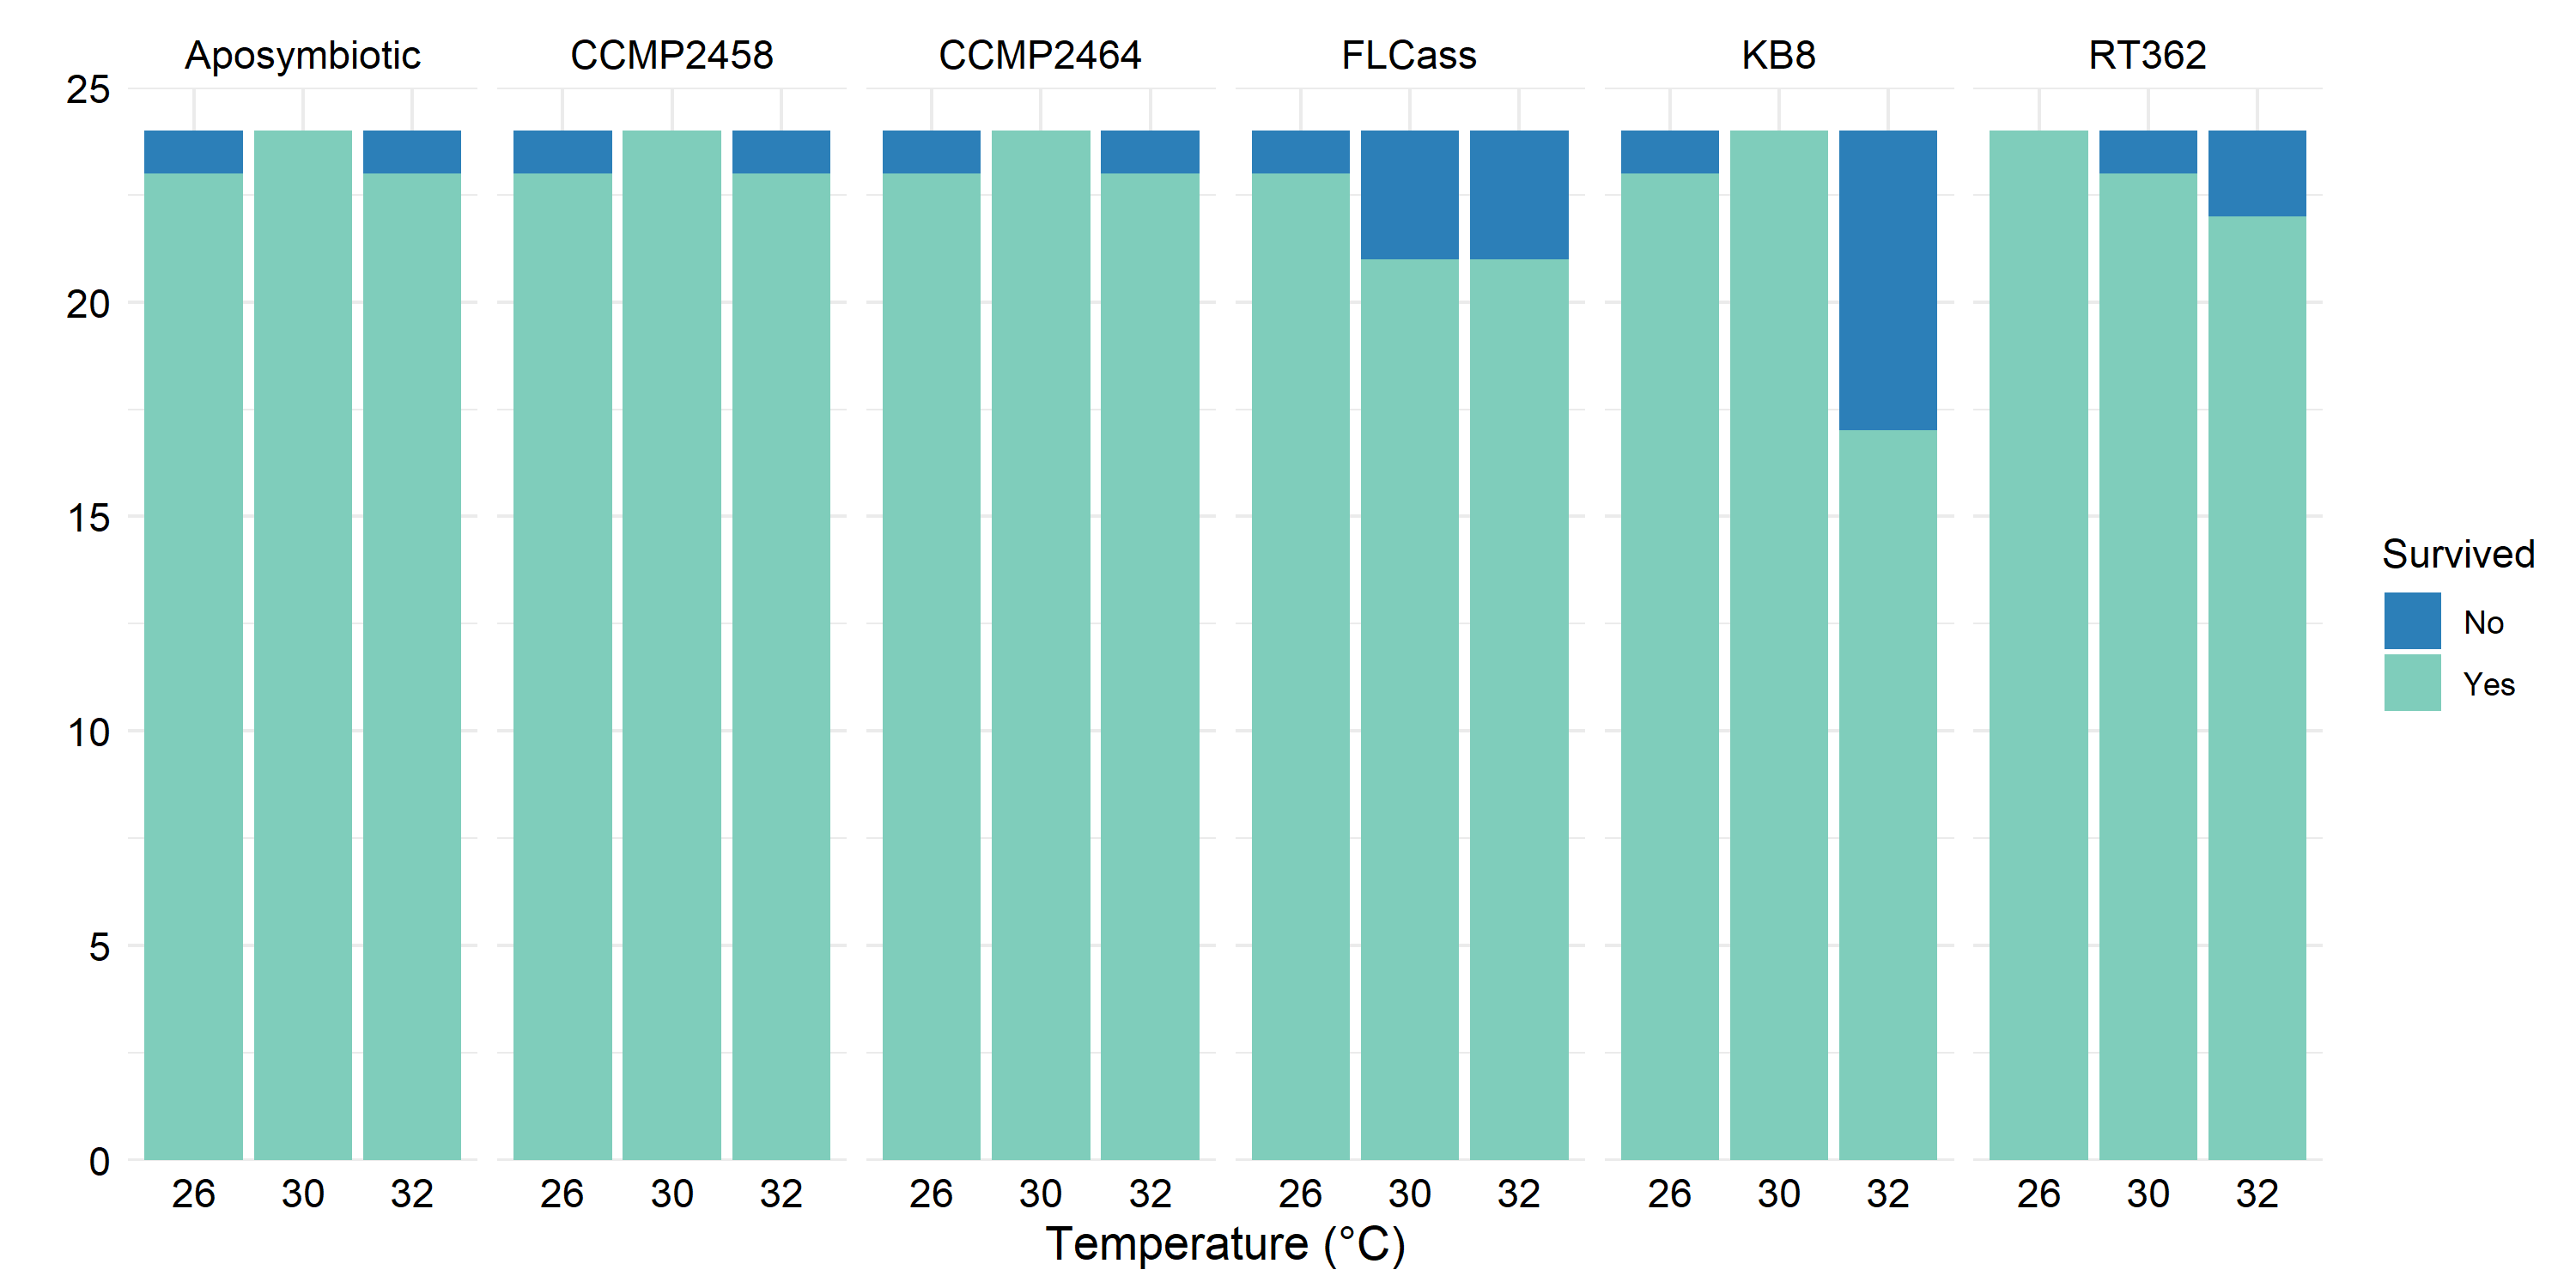 Aposymbiotic CCMP2458 CCMP2464 FLCass KB8 RT362
25
20
15
10
5
0
26 30 32 26 30 32 26 30 32 26 30 32 26 30 32 26 30 32
Temperature (°C)
Survived
No
Yes